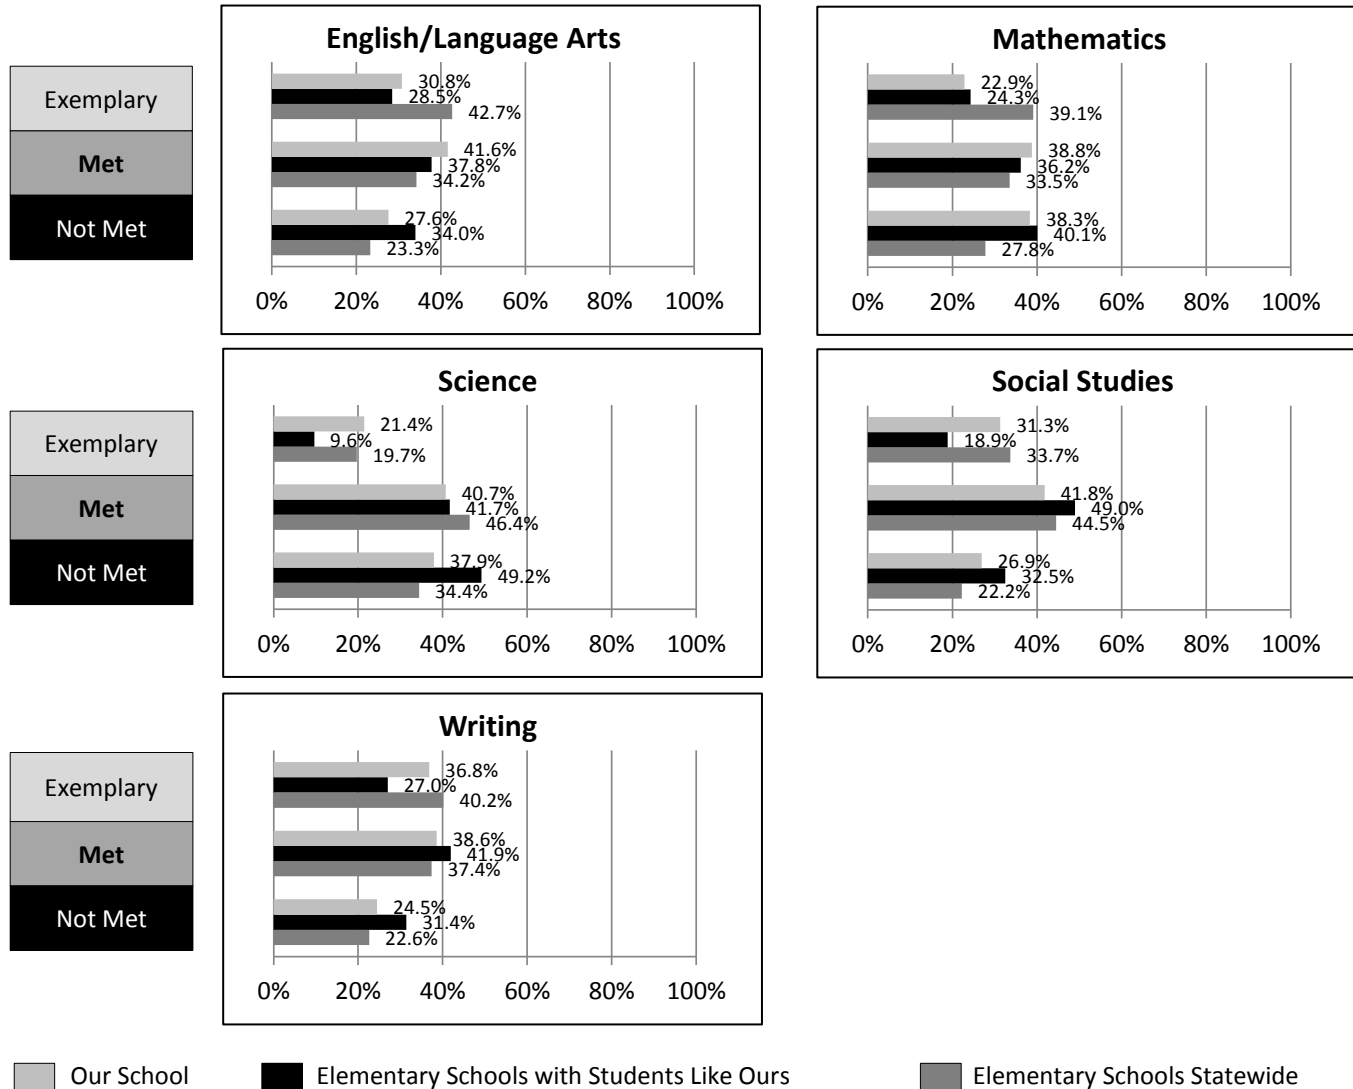 English/Language Arts
Exemplary
Met
Not Met
30.8%
28.5%
42.7%
41.6%
37.8%
34.2%
27.6%
34.0%
23.3%
0% 20% 40% 60% 80% 100%
Mathematics
22.9%
24.3%
39.1%
38.8%
36.2%
33.5%
38.3%
40.1%
27.8%
0% 20% 40% 60% 80% 100%
Science
Exemplary
Met
Not Met
21.4%
9.6%
19.7%
40.7%
41.7%
46.4%
37.9%
49.2%
34.4%
0% 20% 40% 60% 80% 100%
Social Studies
31.3%
18.9%
33.7%
41.8%
49.0%
44.5%
26.9%
32.5%
22.2%
0% 20% 40% 60% 80% 100%
Writing
Exemplary
Met
Not Met
36.8%
27.0%
40.2%
38.6%
41.9%
37.4%
24.5%
31.4%
22.6%
0% 20% 40% 60% 80% 100%
Our School Elementary Schools with Students Like Ours Elementary Schools Statewide